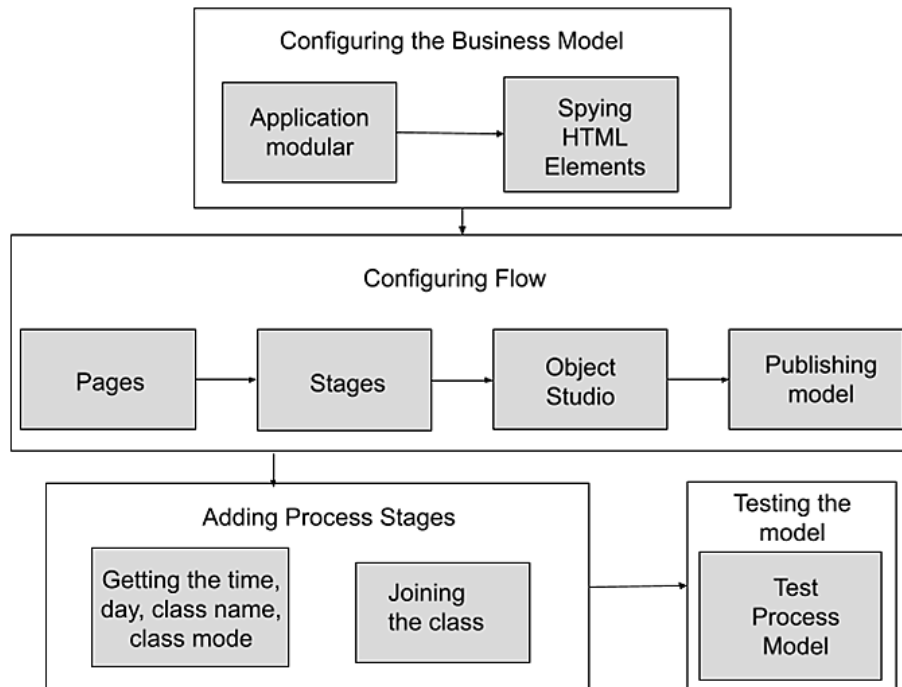 Configuring the Business Model
Application
modular
Spying
HTML
Elements
Configuring Flow
Pages
Stages
Object
Studio
Publishing
model
Adding Process Stages
Getting the time,
day, class name,
class mode
Joining
the class
Testing the
model
Test
Process
Model